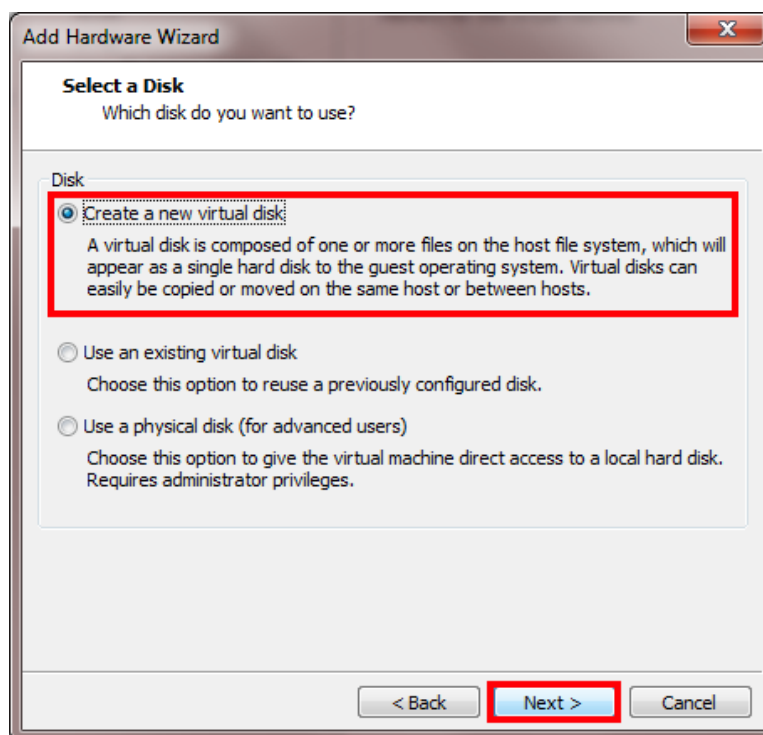 Add Hardware Wizard
Select a Disk
Which disk do you want to use?
Disk
Create a new virtual disk
A virtual disk is composed of one or more files on the host file system, which will
appear as a single hard disk to the guest operating system. Virtual disks can
easily be copied or moved on the same host or between hosts.
Use an existing virtual disk
Choose this option to reuse a previously configured disk.
Use a physical disk (for advanced users)
Choose this option to give the virtual machine direct access to a local hard disk.
Requires administrator privileges.
< Back Next > Cancel